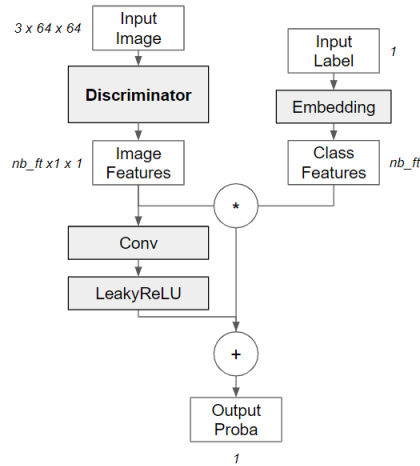 3 x 64 x 64
Input
Image
Input
Label
1
Discriminator
Embedding
nb_ft x1 x 1
Image
Features
Class
Features
nb_ft
*
Conv
LeakyReLU
+
Output
Proba
1